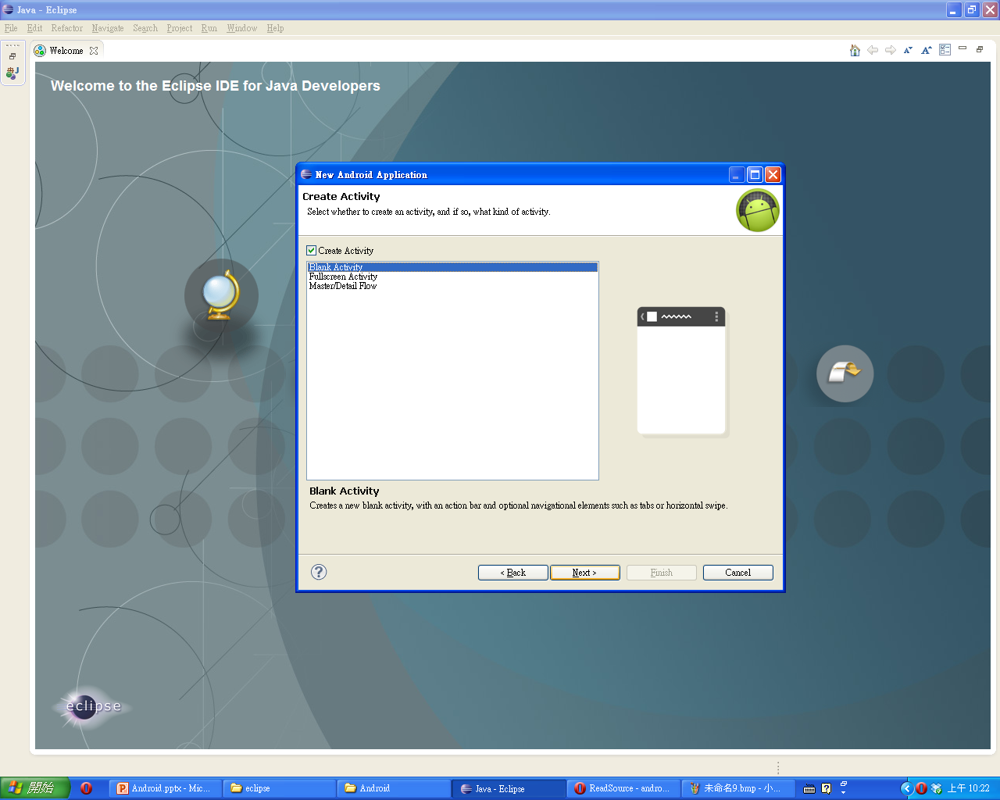 Java - Eclipse
File Edit Refactor Navigate Search Project Run Window Help
Welcome
Welcome to the Eclipse IDE for Java Developers
New Android Application
Create Activity
Select whether to create an activity, and if so, what kind of activity.
Create Activity
Blank Activity
Fullscreen Activity
Master/Detail Flow
Blank Activity
Creates a new blank activity, with an action bar and optional navigational elements such as tabs or horizontal swipe.
< Back Next > Finish Cancel
eclipse
開始 Android.pptx - Mic... eclipse Android Java - Eclipse ReadSource - andro... 未命名9.bmp - 小... 上午 10:22